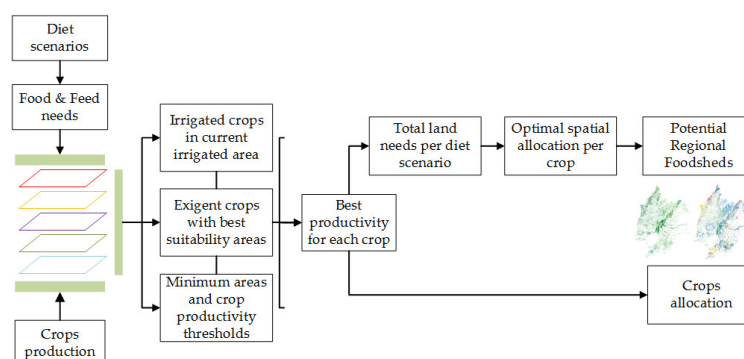 Diet
scenarios
Food & Feed
needs
Crops
production
Irrigated crops
in current
irrigated area
Exigent crops
with best
suitability areas
Minimum areas
and crop
productivity
thresholds
Best
productivity
for each crop
Total land
needs per diet
scenario
Optimal spatial
allocation per
crop
Potential
Regional
Foodsheds
Crops
allocation